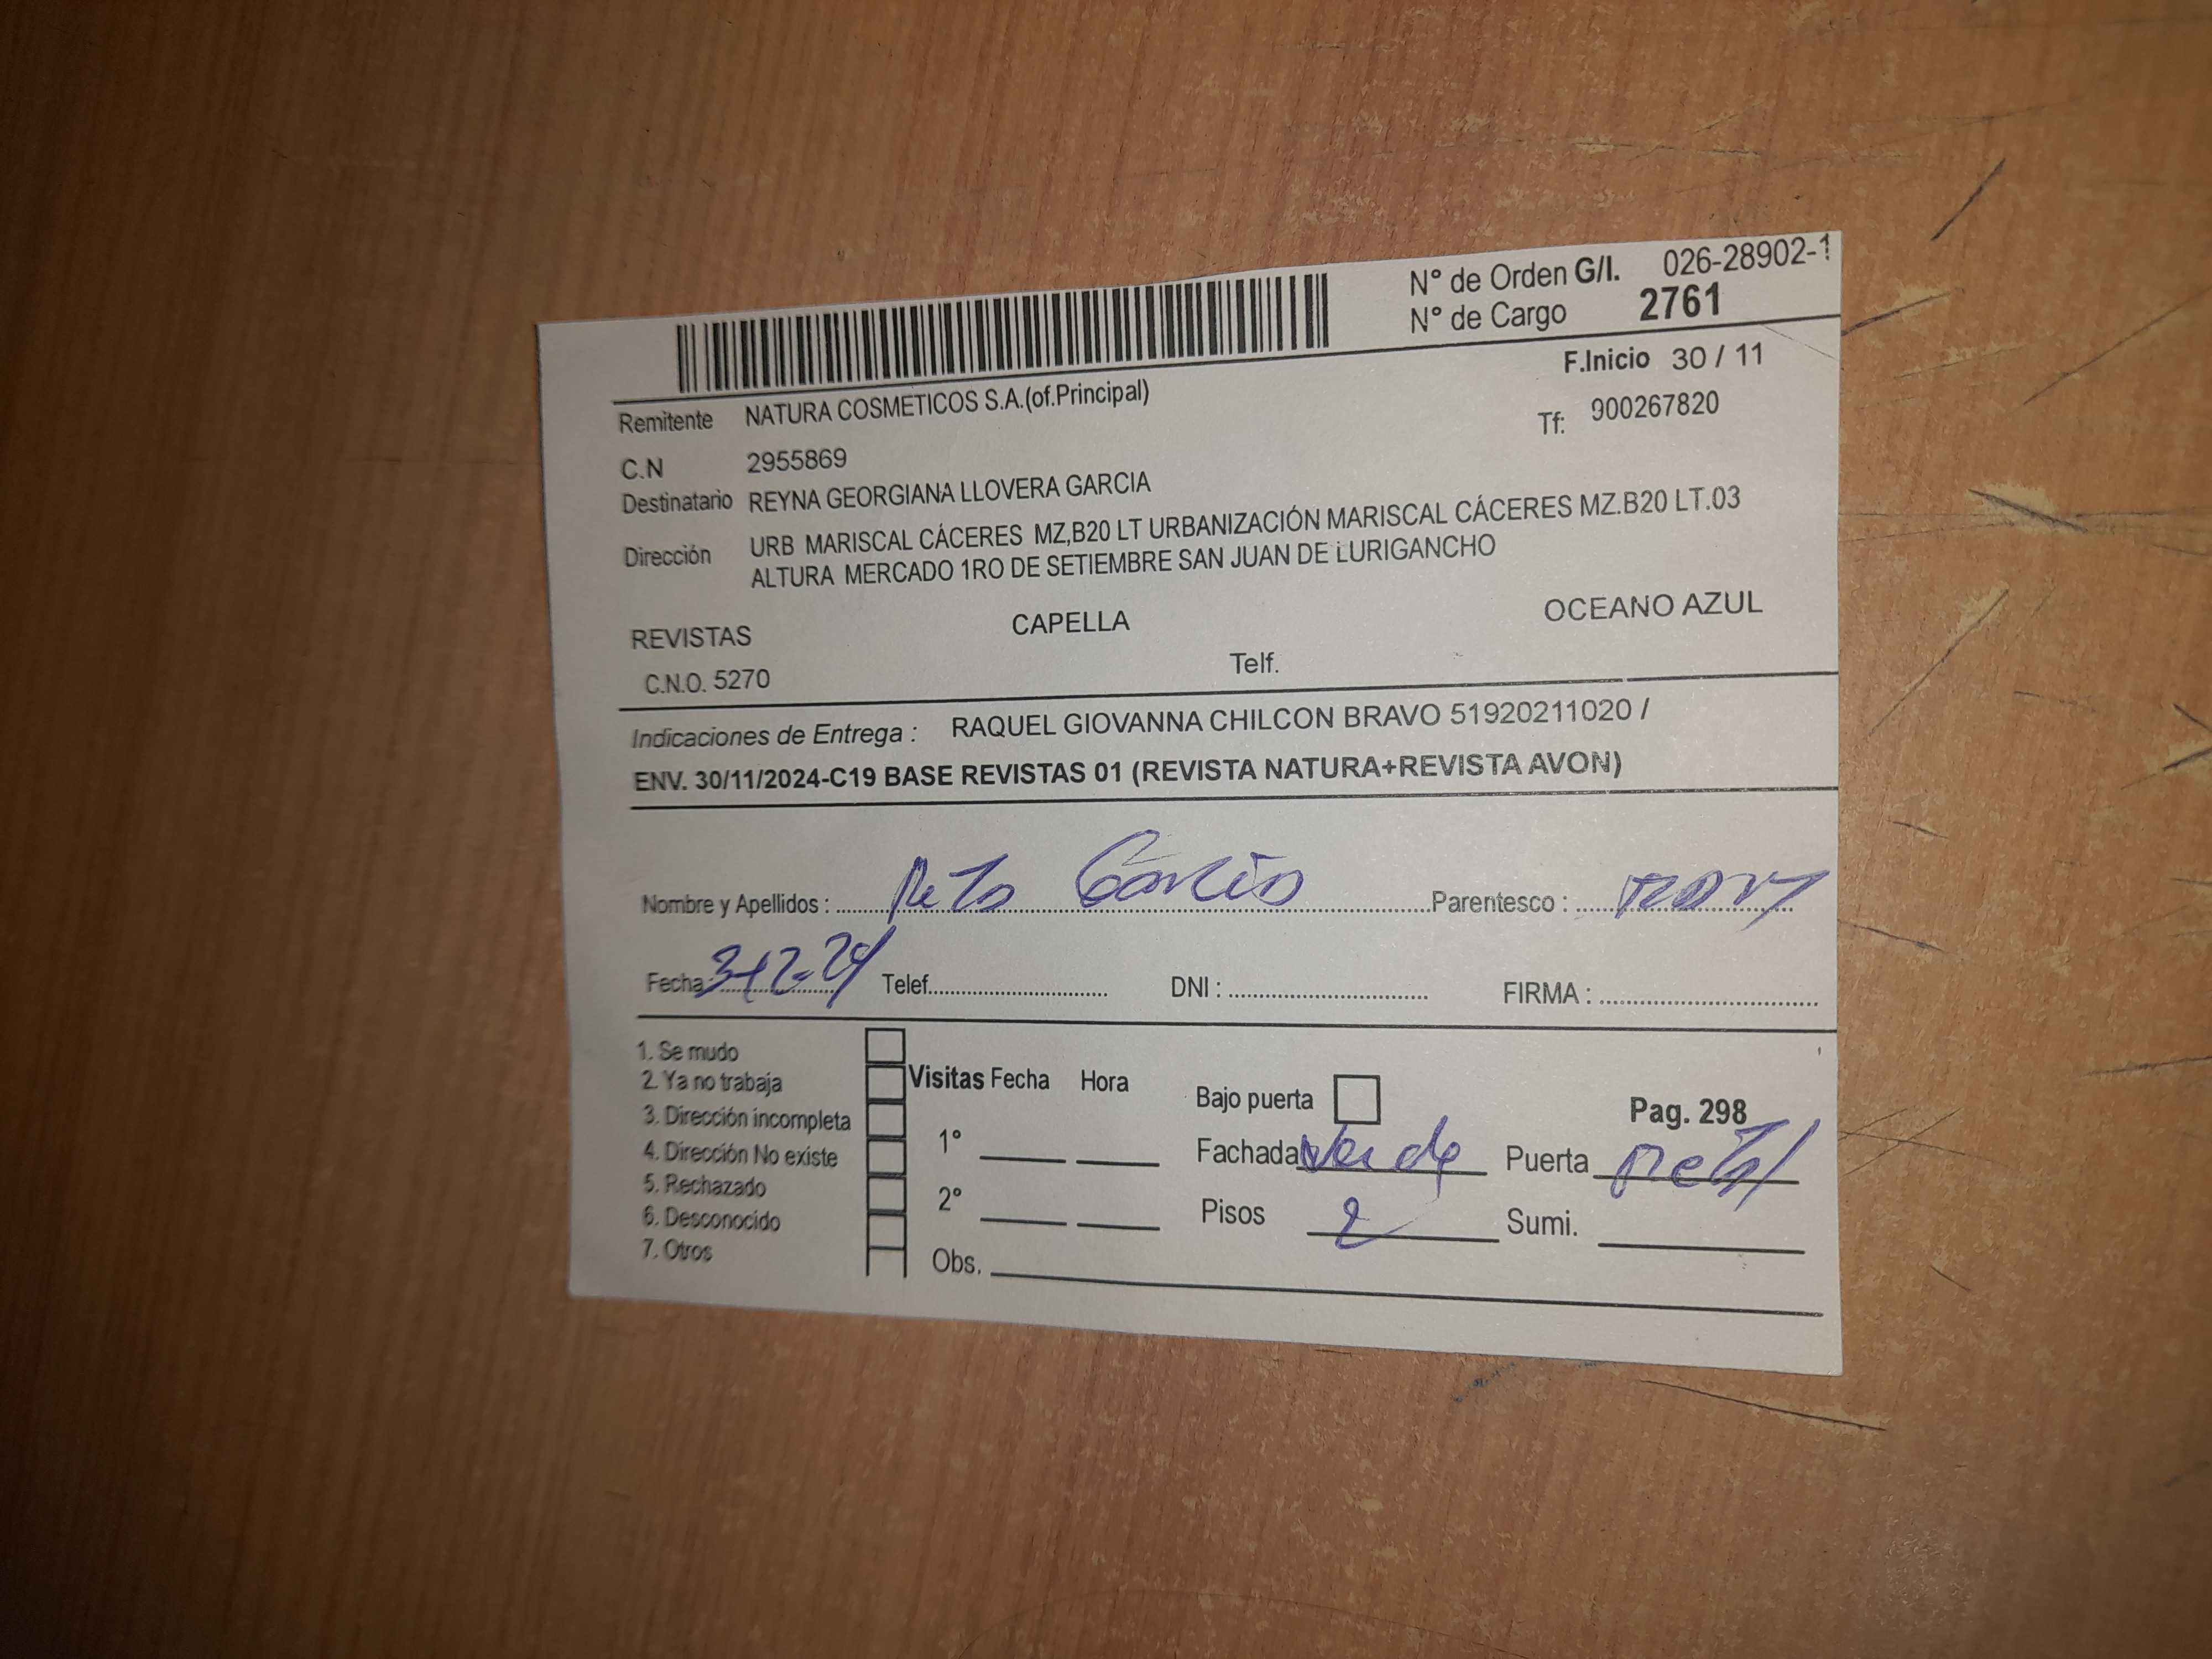 N° de Orden G/I. 026-28902-1
N° de Cargo 2761
F.Inicio 30 / 11
Remitente NATURA COSMETICOS S.A.(of.Principal)
Tf: 900267820
C.N 2955869
Destinatario REYNA GEORGIANA LLOVERA GARCIA
Dirección URB MARISCAL CÁCERES MZ,B20 LT URBANIZACIÓN MARISCAL CÁCERES MZ.B20 LT.03
ALTURA MERCADO 1RO DE SETIEMBRE SAN JUAN DE LURIGANCHO
REVISTAS CAPELLA OCEANO AZUL
C.N.O. 5270 Telf.
Indicaciones de Entrega : RAQUEL GIOVANNA CHILCON BRAVO 51920211020 /
ENV. 30/11/2024-C19 BASE REVISTAS 01 (REVISTA NATURA+REVISTA AVON)
Nombre y Apellidos : Garcia Parentesco :
Fecha: 3-12-24 Telef. DNI : FIRMA :
1. Se mudo
2. Ya no trabaja
3. Dirección incompleta
4. Dirección No existe
5. Rechazado
6. Desconocido
7. Otros
Visitas Fecha Hora
1°
2°
Obs.
Bajo puerta Pag. 298
Fachada Verde Puerta Metal
Pisos 2 Sumi.